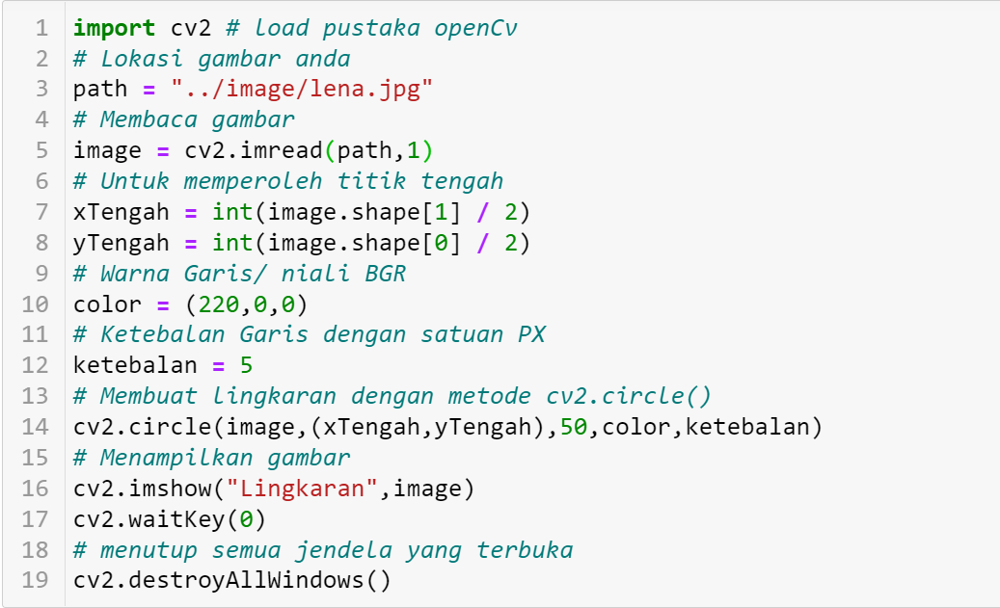 1 import cv2 # load pustaka openCv
2 # Lokasi gambar anda
3 path = "../image/lena.jpg"
4 # Membaca gambar
5 image = cv2.imread(path,1)
6 # Untuk memperoleh titik tengah
7 xTengah = int(image.shape[1] / 2)
8 yTengah = int(image.shape[0] / 2)
9 # Warna Garis/ niali BGR
10 color = (220,0,0)
11 # Ketebalan Garis dengan satuan PX
12 ketebalan = 5
13 # Membuat lingkaran dengan metode cv2.circle()
14 cv2.circle(image,(xTengah,yTengah),50,color,ketebalan)
15 # Menampilkan gambar
16 cv2.imshow("Lingkaran",image)
17 cv2.waitKey(0)
18 # menutup semua jendela yang terbuka
19 cv2.destroyAllWindows()